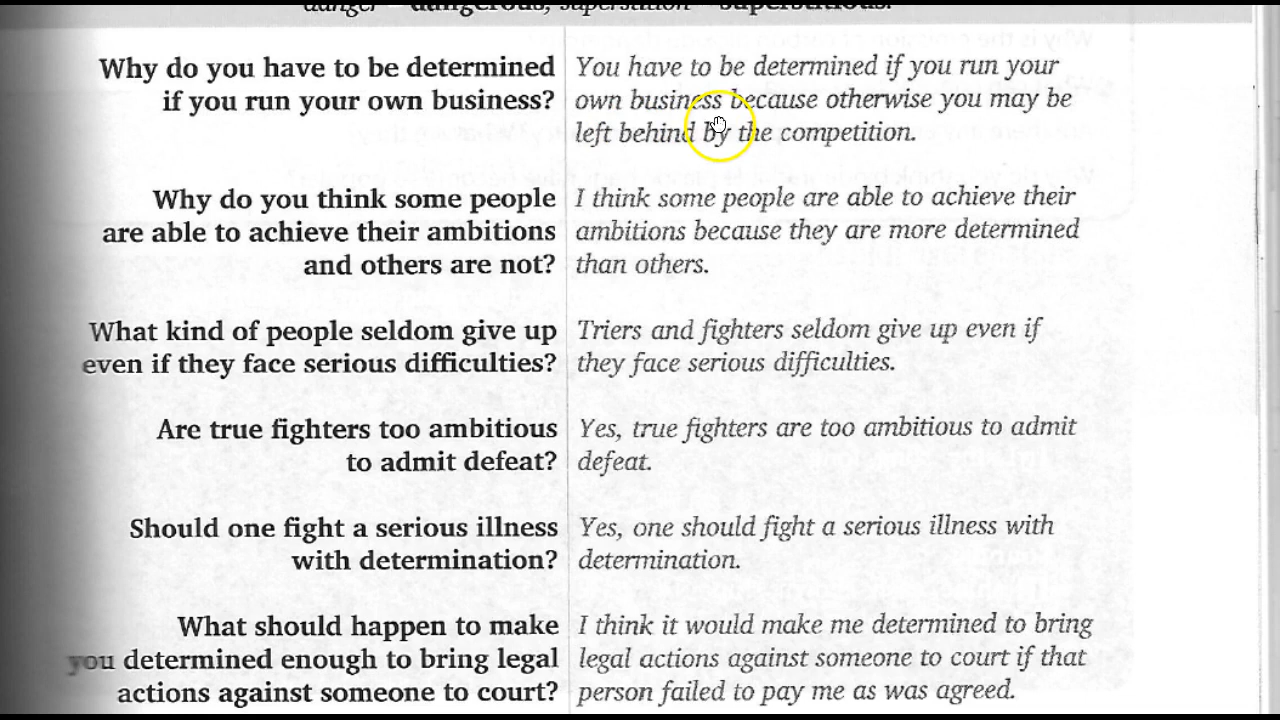 danger – dangerous, superstition – superstitious.
Why do you have to be determined
if you run your own business?
You have to be determined if you run your
own business because otherwise you may be
left behind by the competition.
Why do you think some people
are able to achieve their ambitions
and others are not?
I think some people are able to achieve their
ambitions because they are more determined
than others.
What kind of people seldom give up
even if they face serious difficulties?
Triers and fighters seldom give up even if
they face serious difficulties.
Are true fighters too ambitious
to admit defeat?
Yes, true fighters are too ambitious to admit
defeat.
Should one fight a serious illness
with determination?
Yes, one should fight a serious illness with
determination.
What should happen to make
you determined enough to bring legal
actions against someone to court?
I think it would make me determined to bring
legal actions against someone to court if that
person failed to pay me as was agreed.